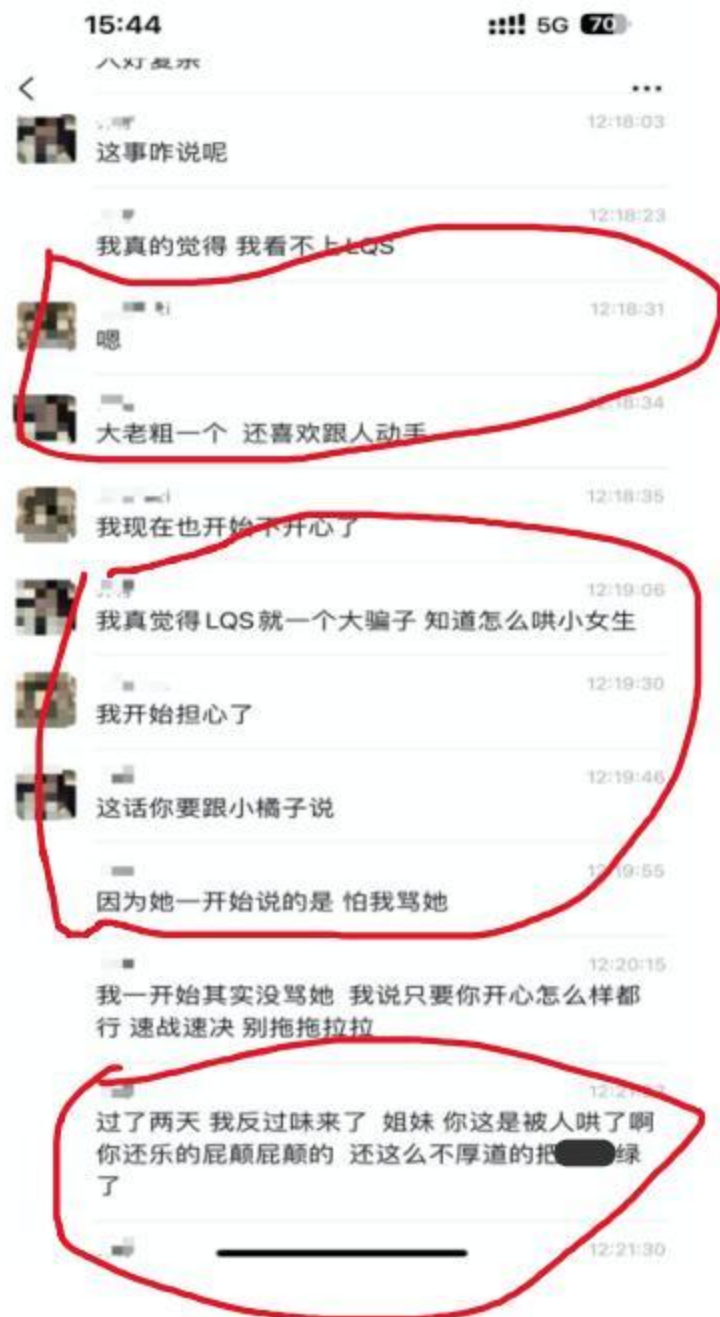 15:44
5G 70
12:18:03
这事咋说呢
12:18:23
我真的觉得 我看不上LQS
12:18:31
嗯
12:18:34
大老粗一个 还喜欢跟人动手
12:18:35
我现在也开始不开心了
12:19:06
我真觉得LQS就一个大骗子 知道怎么哄小女生
12:19:30
我开始担心了
12:19:46
这话你要跟小橘子说
12:19:55
因为她一开始说的是 怕我骂她
12:20:15
我一开始其实没骂她 我说只要你开心怎么样都
行 速战速决 别拖拖拉拉
过了两天 我反过味来了 姐妹 你这是被人哄了啊
你还乐的屁颠屁颠的 还这么不厚道的把绿
了
12:21:30